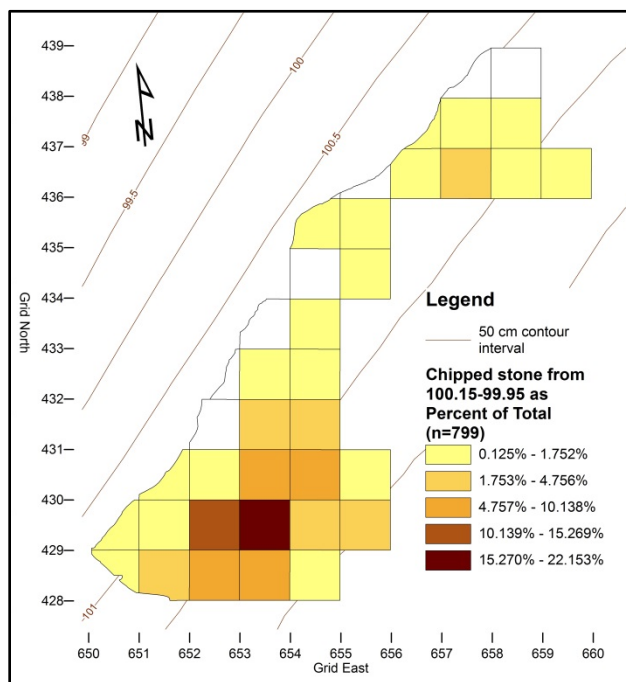 439
438
437
436
435
434
433
432
431
430
429
428
Grid North
99
99.5
100
100.5
-101
N
Legend
50 cm contour
interval
Chipped stone from
100.15-99.95 as
Percent of Total
(n=799)
0.125% - 1.752%
1.753% - 4.756%
4.757% - 10.138%
10.139% - 15.269%
15.270% - 22.153%
650 651 652 653 654 655 656 657 658 659 660
Grid East